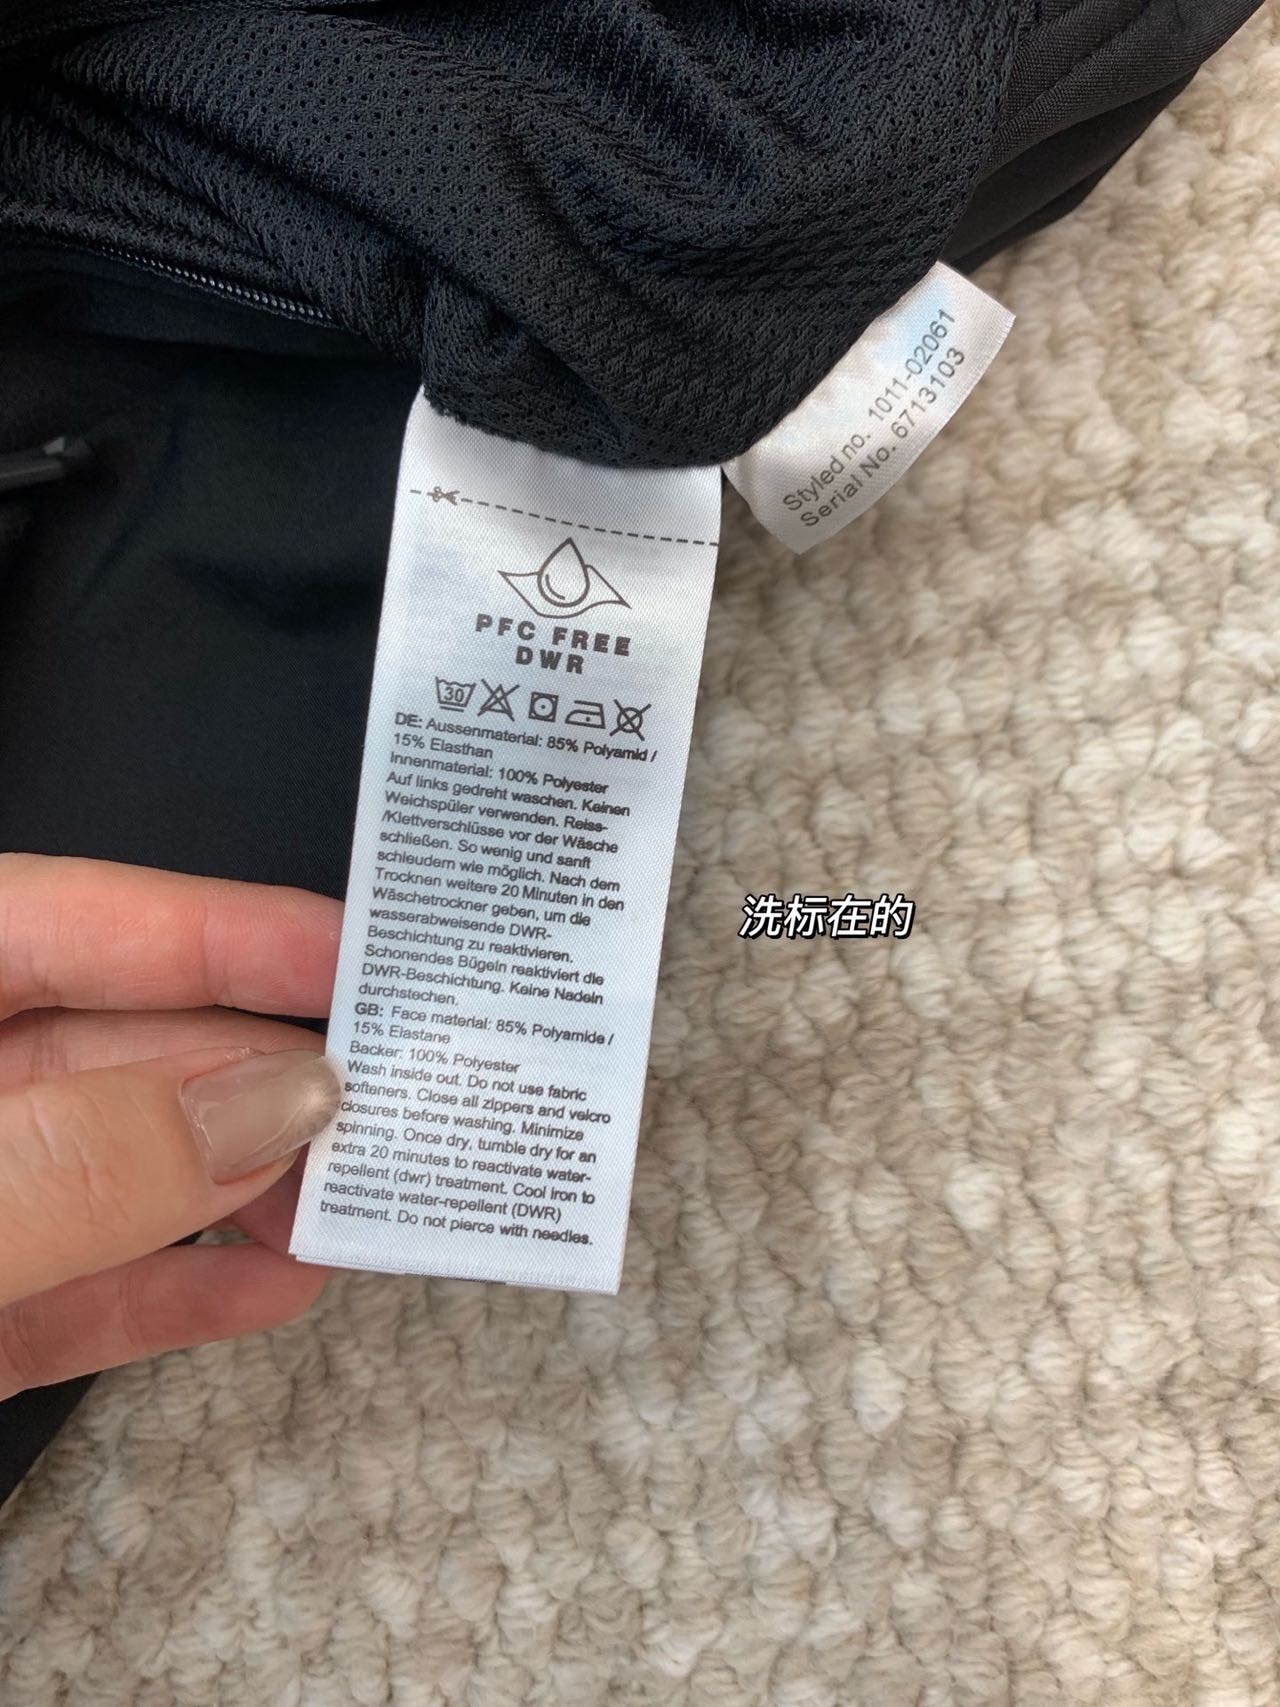 Styled no. 1011-02061
Serial No. 6713103
PFC FREE
DWR
30
DE: Aussenmaterial: 85% Polyamid /
15% Elasthan
Innenmaterial: 100% Polyester
Auf links gedreht waschen. Keinen
Weichspüler verwenden. Reiss-
/Klettverschlüsse vor der Wäsche
schließen. So wenig und sanft
schleudern wie möglich. Nach dem
Trocknen weitere 20 Minuten in den
Wäschetrockner geben, um die
wasserabweisende DWR-
Beschichtung zu reaktivieren.
Schonendes Bügeln reaktiviert die
DWR-Beschichtung. Keine Nadeln
durchstechen.
GB: Face material: 85% Polyamide /
15% Elastane
Backer: 100% Polyester
Wash inside out. Do not use fabric
softeners. Close all zippers and velcro
closures before washing. Minimize
spinning. Once dry, tumble dry for an
extra 20 minutes to reactivate water-
repellent (dwr) treatment. Cool iron to
reactivate water-repellent (DWR)
treatment. Do not pierce with needles.
洗标在的